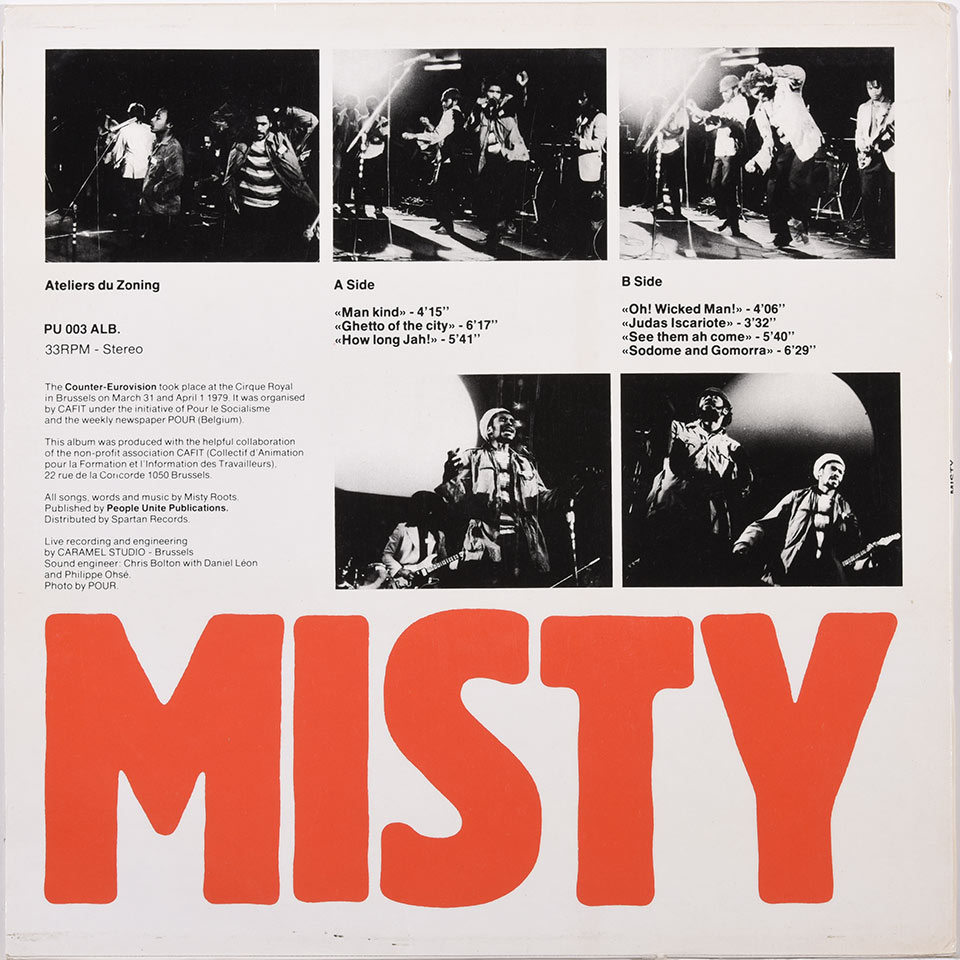 Ateliers du Zoning
PU 003 ALB.
33RPM - Stereo
A Side
«Man kind» - 4'15''
«Ghetto of the city» - 6'17''
«How long Jah!» - 5'41''
B Side
«Oh! Wicked Man!» - 4'06''
«Judas Iscariote» - 3'32''
«See them ah come» - 5'40''
«Sodome and Gomorra» - 6'29''
The Counter-Eurovision took place at the Cirque Royal
in Brussels on March 31 and April 1 1979. It was organised
by CAFIT under the initiative of Pour le Socialisme
and the weekly newspaper POUR (Belgium).
This album was produced with the helpful collaboration
of the non-profit association CAFIT (Collectif d'Animation
pour la Formation et l'Information des Travailleurs),
22 rue de la Concorde 1050 Brussels.
All songs, words and music by Misty Roots.
Published by People Unite Publications.
Distributed by Spartan Records.
Live recording and engineering
by CARAMEL STUDIO - Brussels
Sound engineer: Chris Bolton with Daniel Léon
and Philippe Ohsé.
Photo by POUR.
MISTY
MISTY